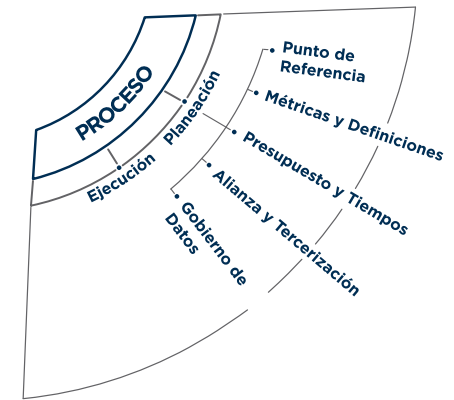 PROCESO
Planeación
Ejecución
Punto de
Referencia
Métricas y Definiciones
Presupuesto y Tiempos
Alianza y Tercerización
Gobierno de
Datos